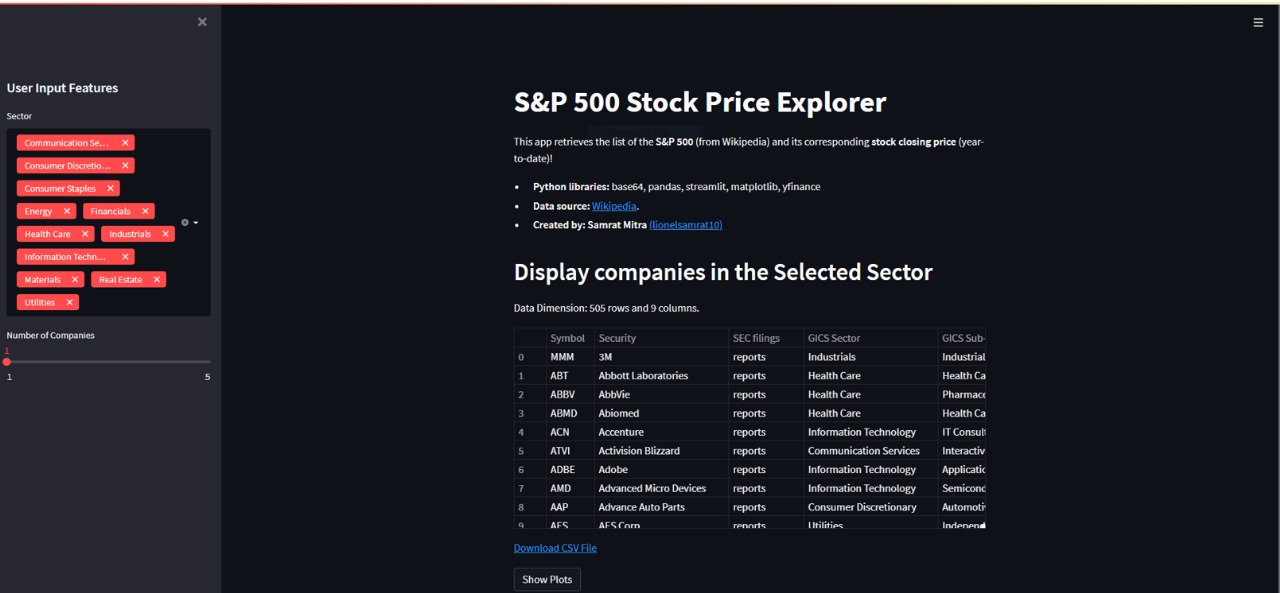 User Input Features
Sector
Communication Se...
Consumer Discretio...
Consumer Staples
Energy Financials
Health Care Industrials
Information Techn...
Materials Real Estate
Utilities
Number of Companies
1
1 5
S&P 500 Stock Price Explorer
This app retrieves the list of the S&P 500 (from Wikipedia) and its corresponding stock closing price (year-
to-date)!
• Python libraries: base64, pandas, streamlit, matplotlib, yfinance
• Data source: Wikipedia.
• Created by: Samrat Mitra (lionelsamrat10)
Display companies in the Selected Sector
Data Dimension: 505 rows and 9 columns.
Symbol Security SEC filings GICS Sector GICS Sub-
0 MMM 3M reports Industrials Industrial
1 ABT Abbott Laboratories reports Health Care Health Ca
2 ABBV AbbVie reports Health Care Pharmace
3 ABMD Abiomed reports Health Care Health Ca
4 ACN Accenture reports Information Technology IT Consult
5 ATVI Activision Blizzard reports Communication Services Interactiv
6 ADBE Adobe reports Information Technology Applicatio
7 AMD Advanced Micro Devices reports Information Technology Semicond
8 AAP Advance Auto Parts reports Consumer Discretionary Automotiv
9 AES AES Corp reports Utilities Indepen
Download CSV File
Show Plots